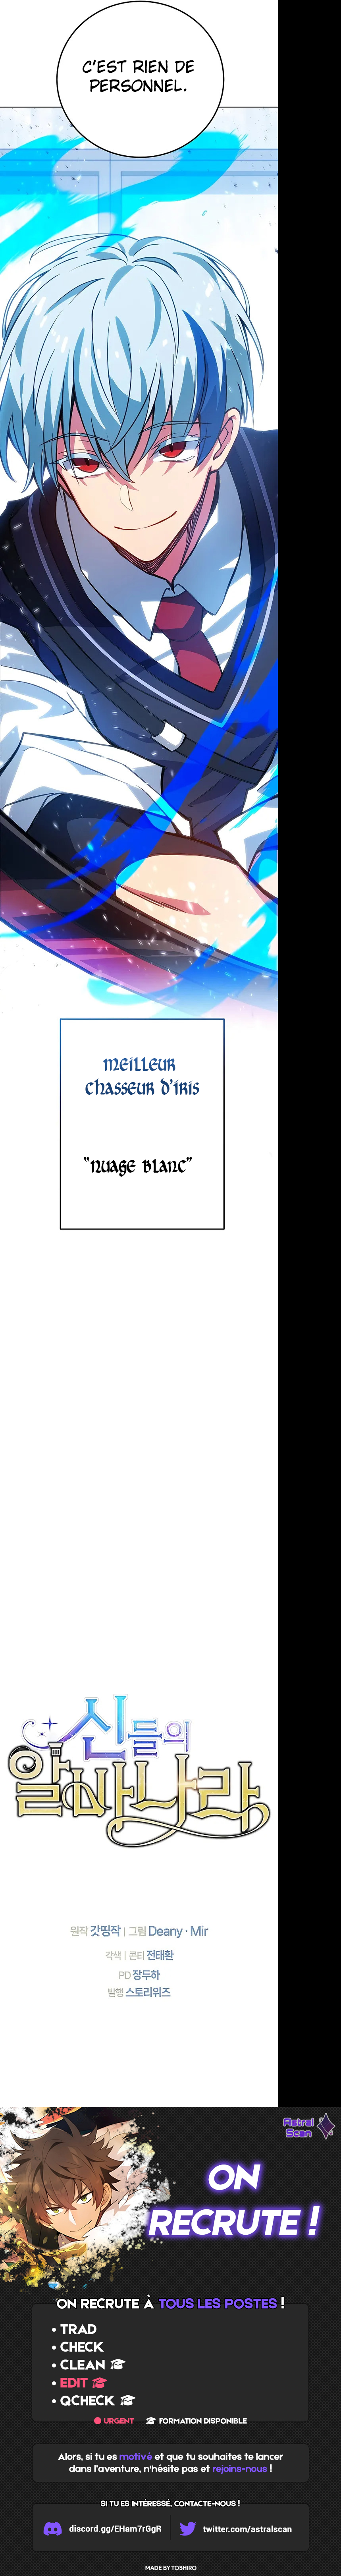 C'EST RIEN DE
PERSONNEL.
MEILLEUR
CHASSEUR D'IRIS
"NUAGE BLANC"
신들의
알바나라
원작 갓띵작 | 그림 Deany · Mir
각색 | 콘티 전태환
PD 장두하
발행 스토리위즈
Astral
Scan
ON
RECRUTE !
ON RECRUTE À TOUS LES POSTES !
• TRAD
• CHECK
• CLEAN
• EDIT
• QCHECK
URGENT FORMATION DISPONIBLE
Alors, si tu es motivé et que tu souhaites te lancer
dans l'aventure, n'hésite pas et rejoins-nous !
SI TU ES INTÉRESSÉ, CONTACTE-NOUS !
discord.gg/EHam7rGgR
twitter.com/astralscan
MADE BY TOSHIRO